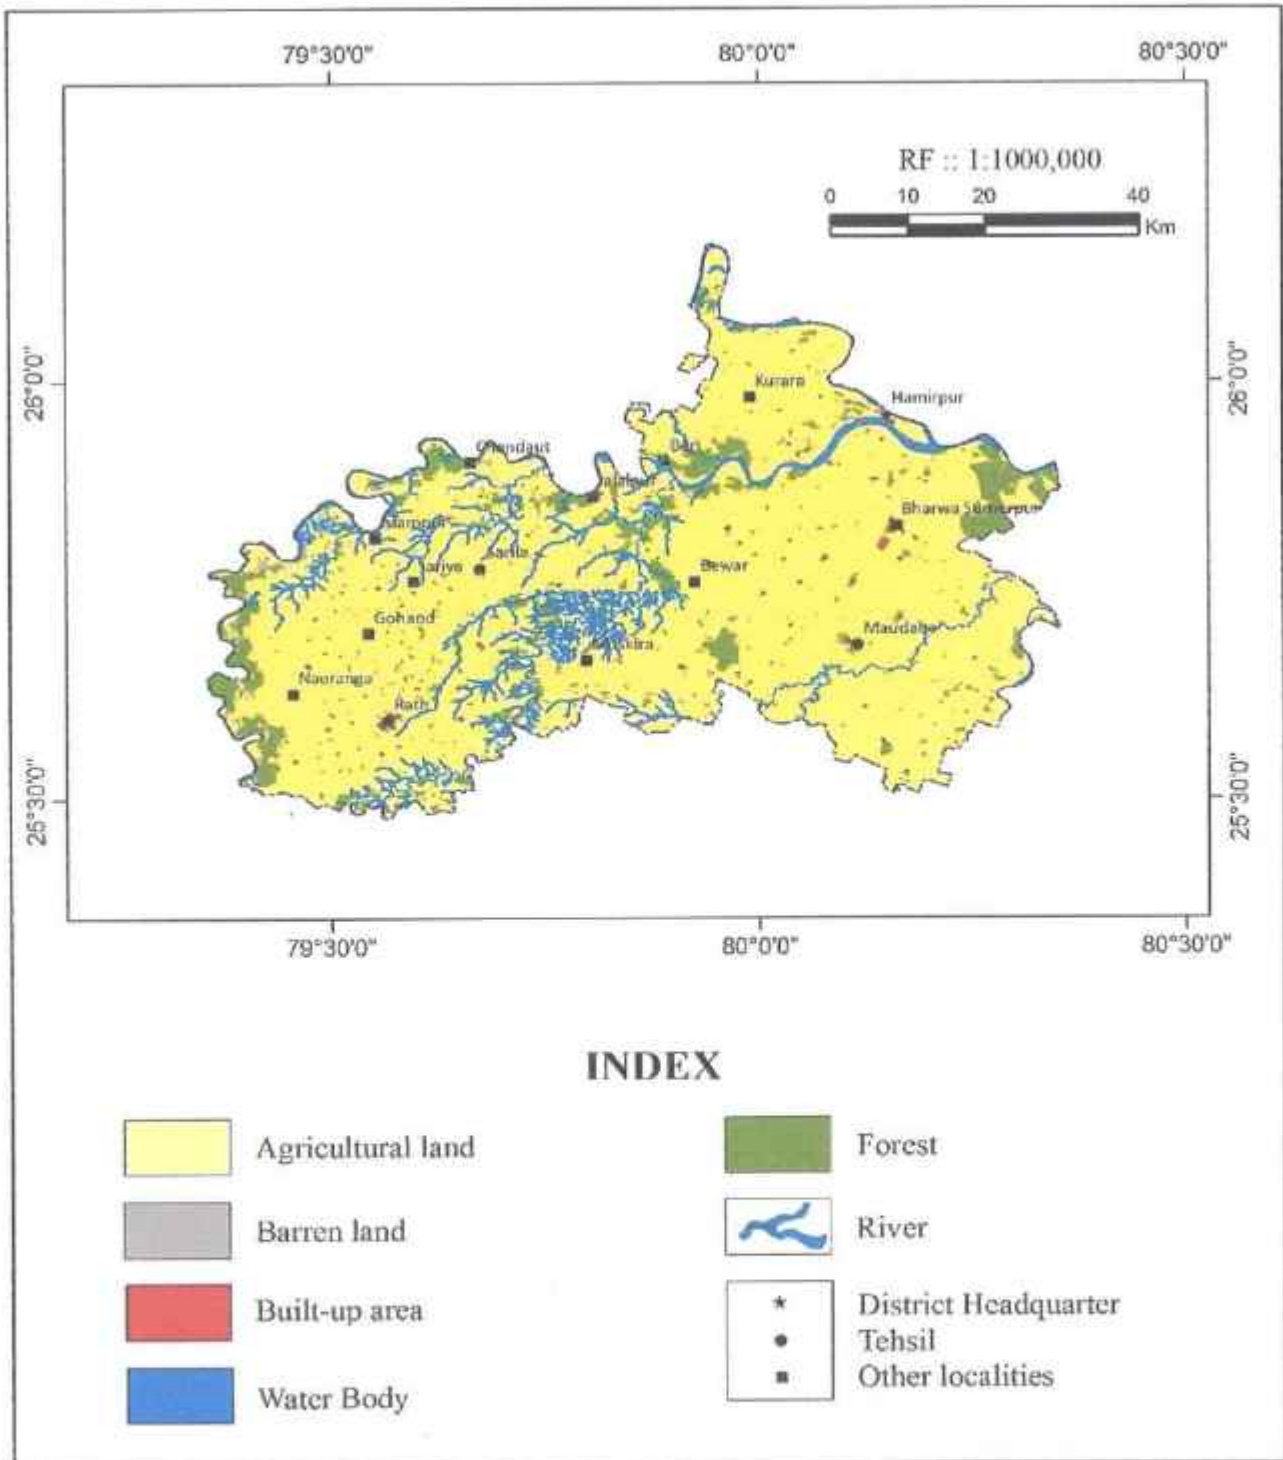 79°30'0"
80°0'0"
80°30'0"
RF :: 1:1000,000
0 10 20 40
Km
26°0'0"
26°0'0"
Kurara
Hamirpur
Chandaut
Bharwa Sumerpur
Sarila
Bewar
Gohand
Maudaha
Nauranga
Rath
25°30'0"
25°30'0"
79°30'0"
80°0'0"
80°30'0"
INDEX
Agricultural land
Forest
Barren land
River
Built-up area
District Headquarter
Tehsil
Other localities
Water Body